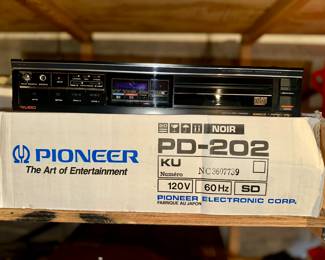 NOIR
PIONEER
The Art of Entertainment
PD-202
KU
Numéro NC3607739
120V 60Hz SD
PIONEER ELECTRONIC CORP.
FABRIQUÉ AU JAPON